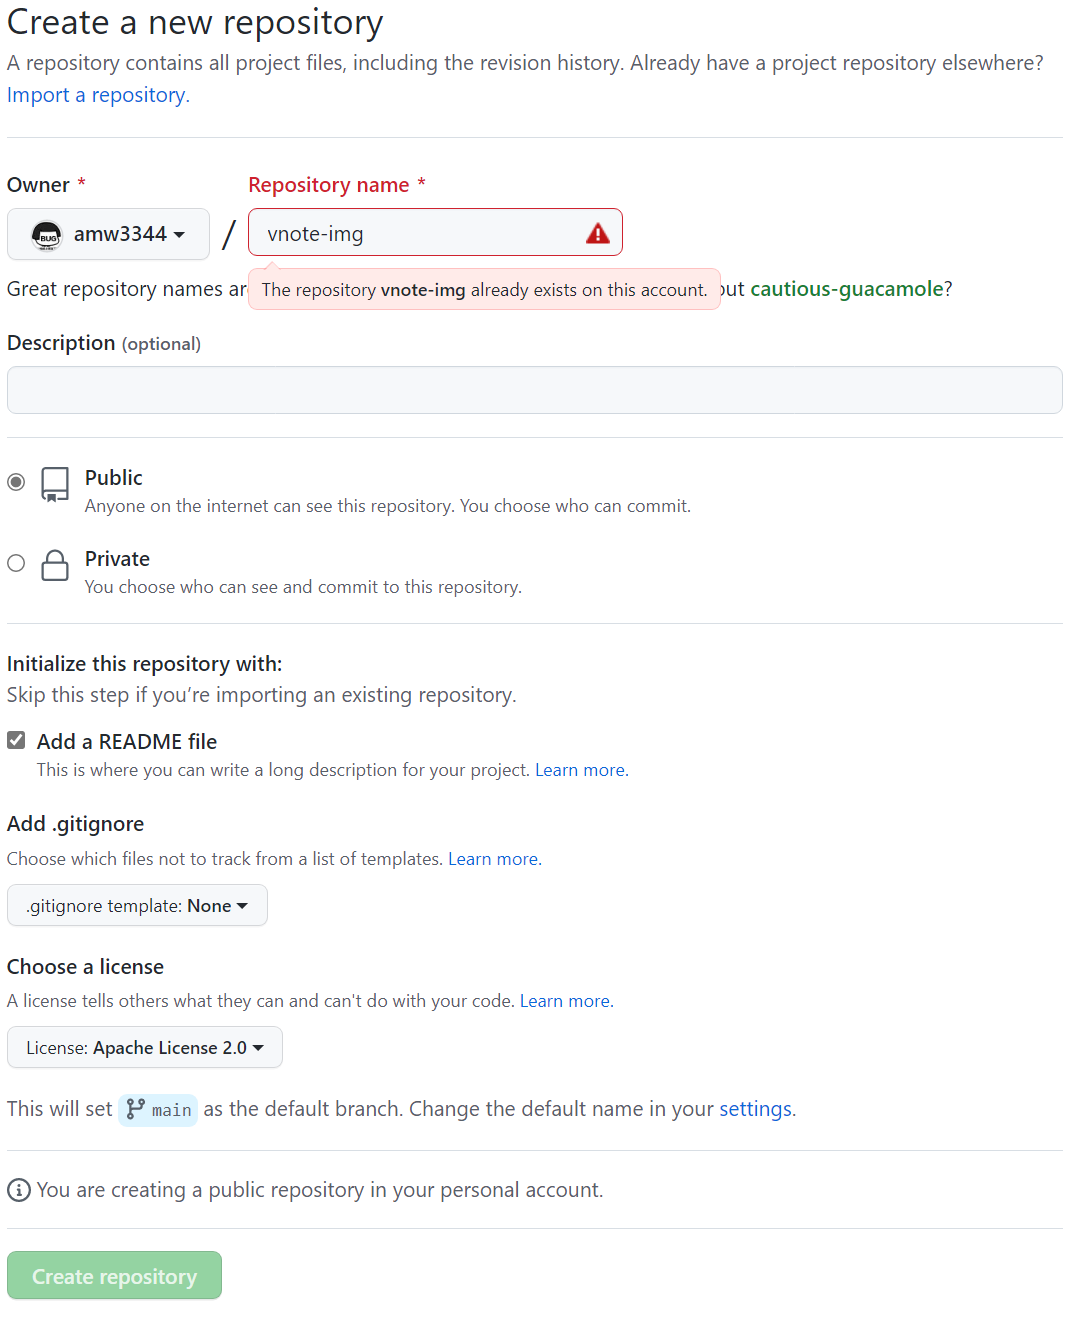 Create a new repository
A repository contains all project files, including the revision history. Already have a project repository elsewhere?
Import a repository.
Owner *
Repository name *
BUG
amw3344
/
vnote-img
Great repository names ar
The repository vnote-img already exists on this account.
out cautious-guacamole?
Description (optional)
Public
Anyone on the internet can see this repository. You choose who can commit.
Private
You choose who can see and commit to this repository.
Initialize this repository with:
Skip this step if you’re importing an existing repository.
Add a README file
This is where you can write a long description for your project. Learn more.
Add .gitignore
Choose which files not to track from a list of templates. Learn more.
.gitignore template: None
Choose a license
A license tells others what they can and can't do with your code. Learn more.
License: Apache License 2.0
This will set main as the default branch. Change the default name in your settings.
You are creating a public repository in your personal account.
Create repository